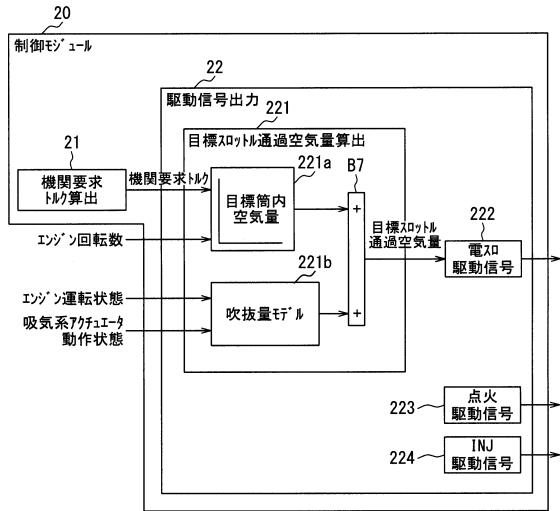 20
制御ﾓｼﾞｭｰﾙ
22
駆動信号出力
221
目標ｽﾛｯﾄﾙ通過空気量算出
21
機関要求
ﾄﾙｸ算出
機関要求ﾄﾙｸ
221a
目標筒内
空気量
B7
+
+
目標ｽﾛｯﾄﾙ
通過空気量
222
電ｽﾛ
駆動信号
ｴﾝｼﾞﾝ回転数
221b
吹抜量ﾓﾃﾞﾙ
ｴﾝｼﾞﾝ運転状態
吸気系ｱｸﾁｭｴｰﾀ
動作状態
223
点火
駆動信号
224
INJ
駆動信号